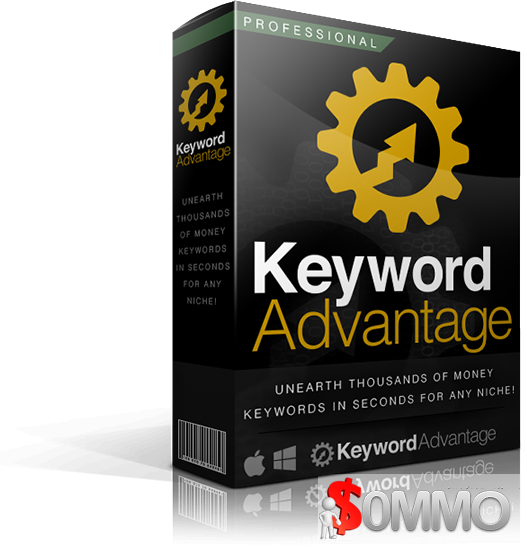 PROFESSIONAL
Keyword
Advantage
UNEARTH
THOUSANDS
OF MONEY
KEYWORDS
IN SECONDS
FOR ANY
NICHE!
Keyword
Advantage
UNEARTH THOUSANDS OF MONEY
KEYWORDS IN SECONDS FOR ANY NICHE!
KeywordAdvantage
$OMMO